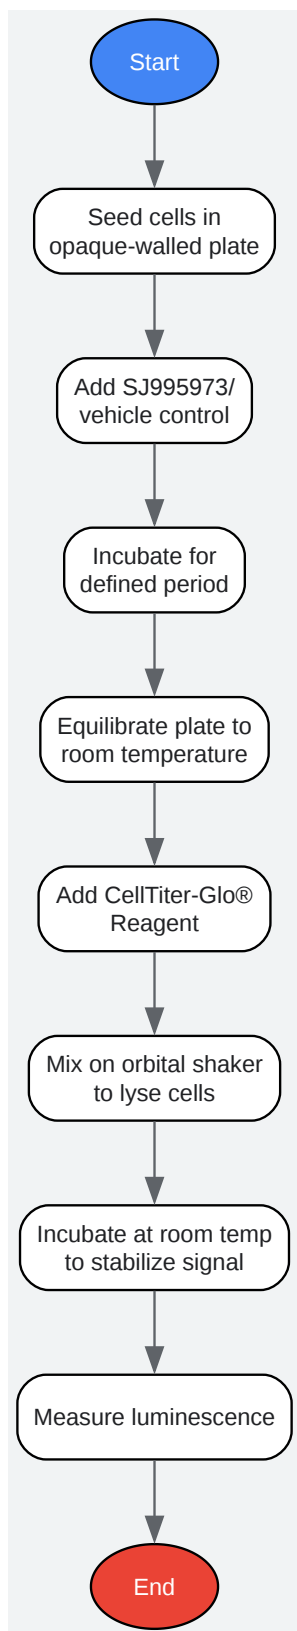 Start
Seed cells in
opaque-walled plate
Add SJ995973/
vehicle control
Incubate for
defined period
Equilibrate plate to
room temperature
Add CellTiter-Glo®
Reagent
Mix on orbital shaker
to lyse cells
Incubate at room temp
to stabilize signal
Measure luminescence
End